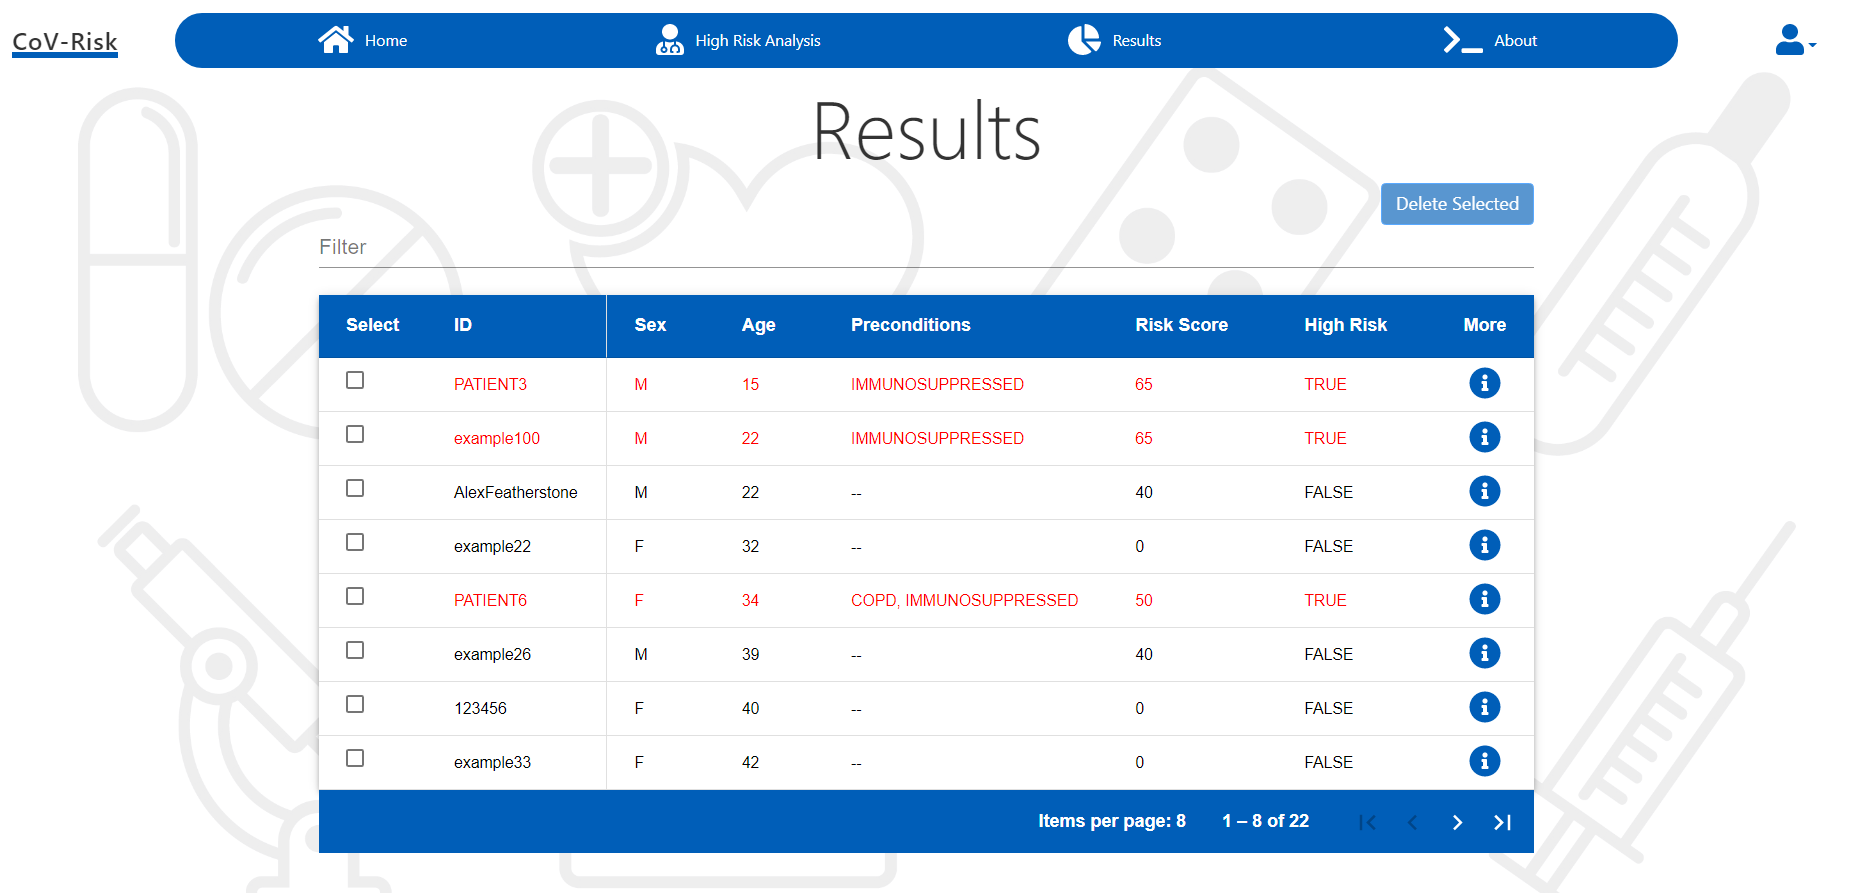 CoV-Risk
Home High Risk Analysis Results About
Results
Delete Selected
Filter
Select ID Sex Age Preconditions Risk Score High Risk More
PATIENT3 M 15 IMMUNOSUPPRESSED 65 TRUE
example100 M 22 IMMUNOSUPPRESSED 65 TRUE
AlexFeatherstone M 22 -- 40 FALSE
example22 F 32 -- 0 FALSE
PATIENT6 F 34 COPD, IMMUNOSUPPRESSED 50 TRUE
example26 M 39 -- 40 FALSE
123456 F 40 -- 0 FALSE
example33 F 42 -- 0 FALSE
Items per page: 8 1 – 8 of 22